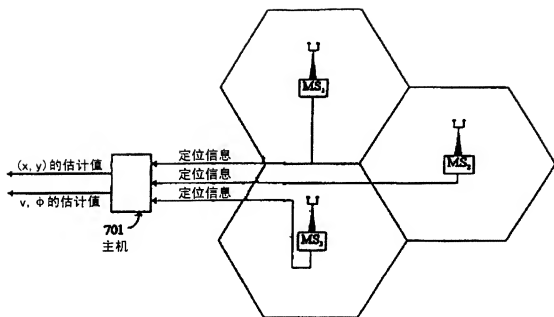 MS₁
MS₂
定位信息
(x, y) 的估计值
定位信息
定位信息
v, Φ 的估计值
MS₃
701
主机